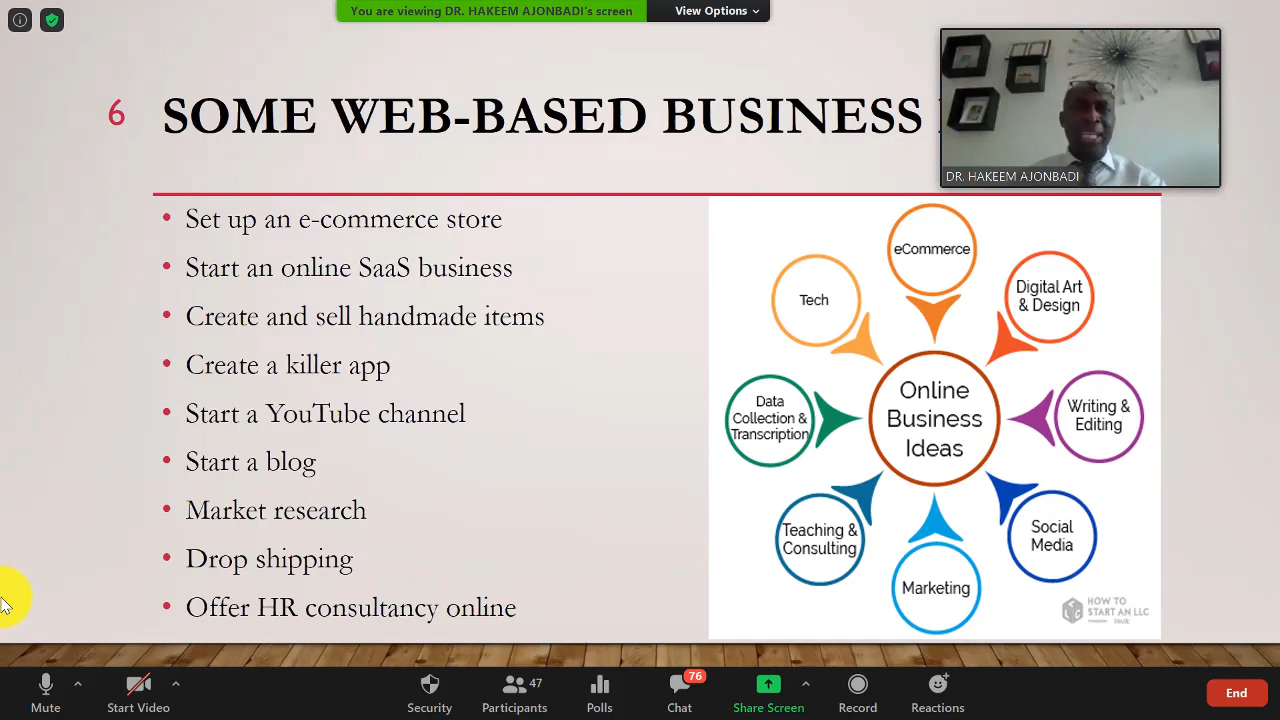 You are viewing DR. HAKEEM AJONBADI's screen
View Options
6
SOME WEB-BASED BUSINESS
DR. HAKEEM AJONBADI
• Set up an e-commerce store
• Start an online SaaS business
• Create and sell handmade items
• Create a killer app
• Start a YouTube channel
• Start a blog
• Market research
• Drop shipping
• Offer HR consultancy online
eCommerce
Digital Art
& Design
Writing &
Editing
Social
Media
Marketing
Teaching &
Consulting
Data
Collection &
Transcription
Tech
Online
Business
Ideas
HOW TO
START AN LLC
Mute
Start Video
Security
47
Participants
Polls
76
Chat
Share Screen
Record
Reactions
End